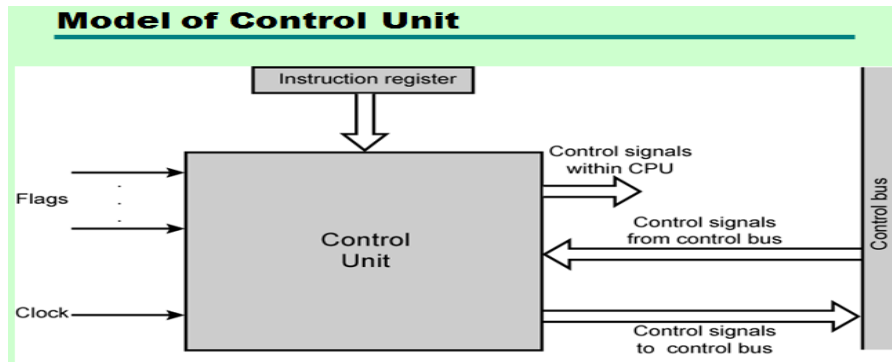 Model of Control Unit
Instruction register
Control signals
within CPU
Flags
Control signals
from control bus
Control
Unit
Control bus
Clock
Control signals
to control bus